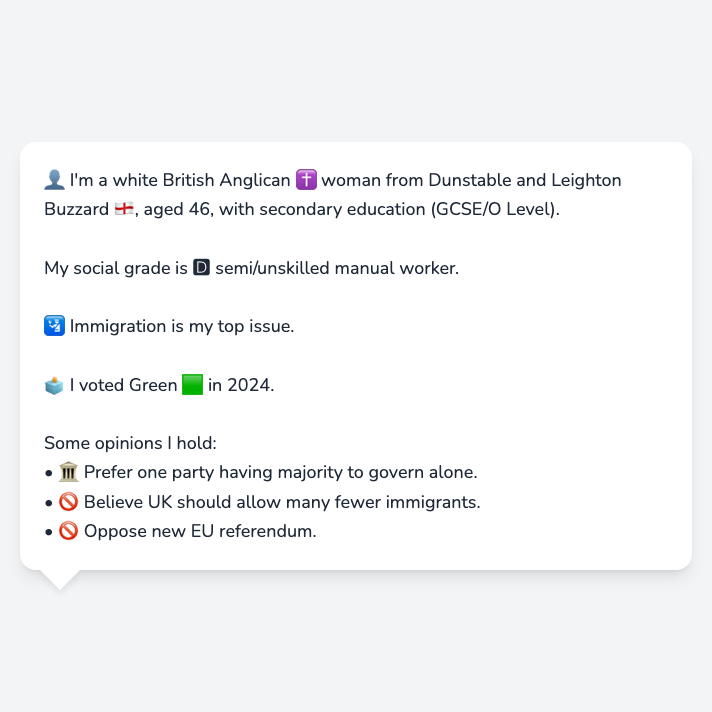 👤 I'm a white British Anglican ✝️ woman from Dunstable and Leighton
Buzzard 🏴󠁧󠁢󠁥󠁮󠁧󠁿, aged 46, with secondary education (GCSE/O Level).
My social grade is 🅳 semi/unskilled manual worker.
🛂 Immigration is my top issue.
🗳️ I voted Green 🟩 in 2024.
Some opinions I hold:
• 🏛️ Prefer one party having majority to govern alone.
• 🚫 Believe UK should allow many fewer immigrants.
• 🚫 Oppose new EU referendum.